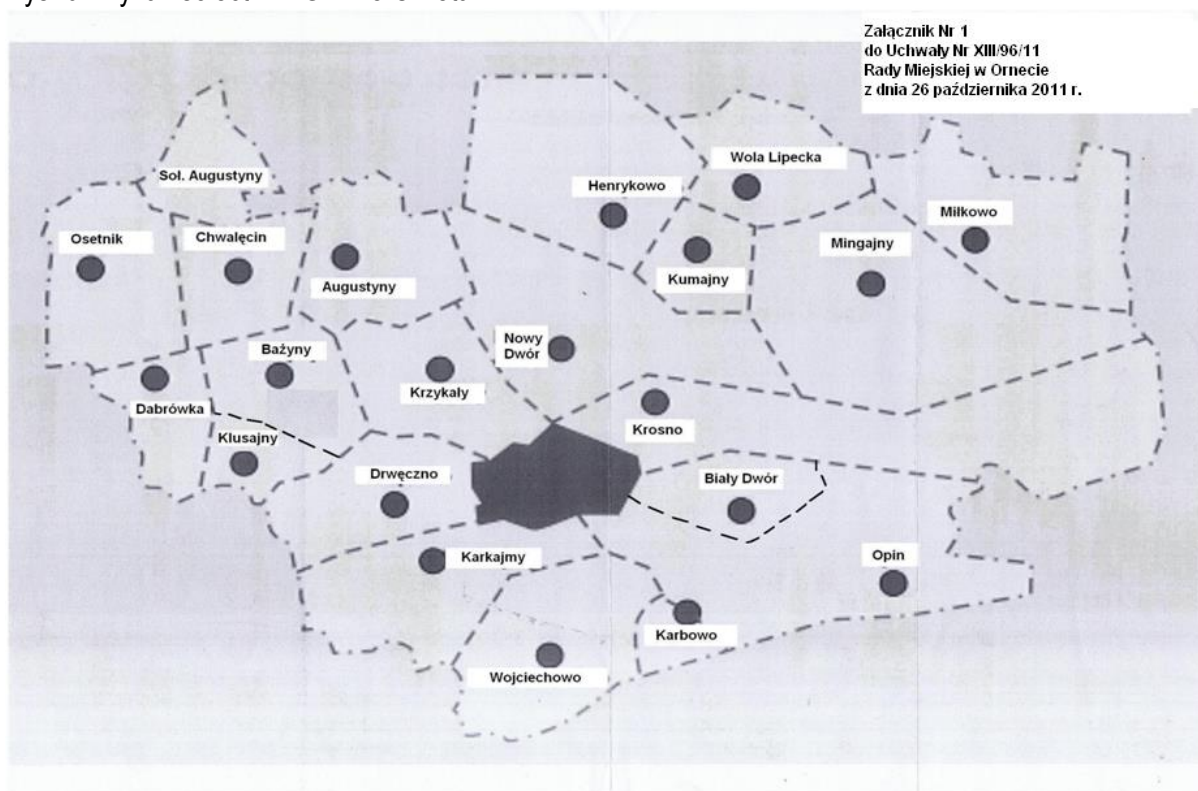 Załącznik Nr 1
do Uchwały Nr XIII/96/11
Rady Miejskiej w Ornecie
z dnia 26 października 2011 r.
Wola Lipecka
Soł. Augustyny
Henrykowo
Miłkowo
Osetnik
Chwalęcin
Mingajny
Kumajny
Augustyny
Nowy
Dwór
Bażyny
Krzykały
Dabrówka
Krosno
Klusajny
Drwęczno
Biały Dwór
Karkajmy
Opin
Karbowo
Wojciechowo